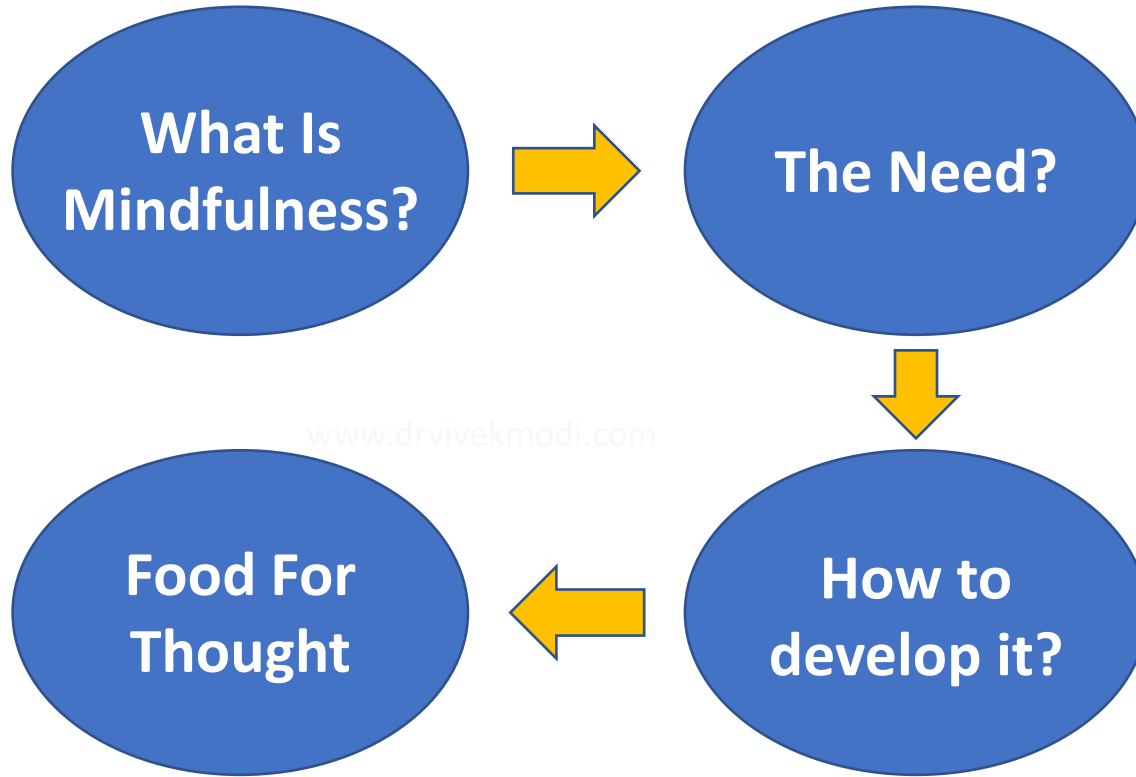 What Is
Mindfulness?
The Need?
www.drvivekmodi.com
How to
develop it?
Food For
Thought